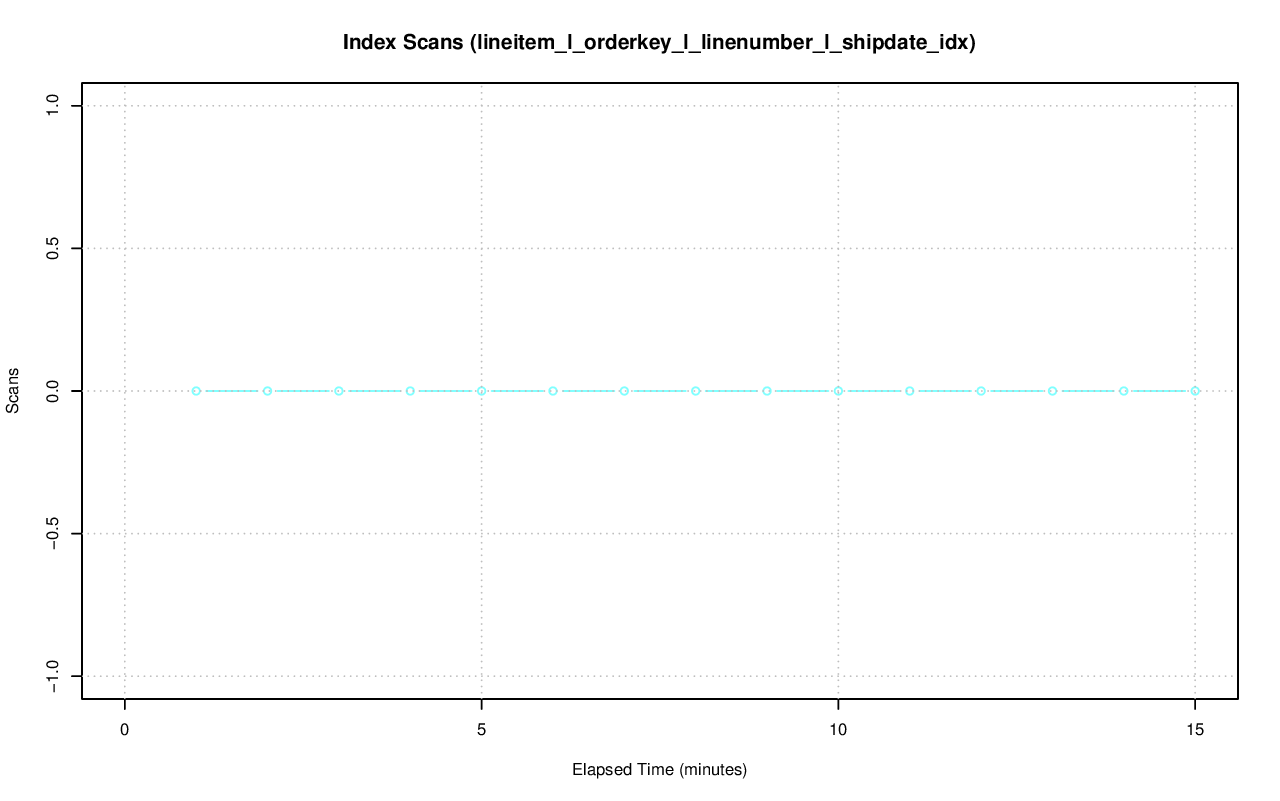 Index Scans (lineitem_l_orderkey_l_linenumber_l_shipdate_idx)
1.0
0.5
0.0
−0.5
−1.0
Scans
0 5 10 15
Elapsed Time (minutes)